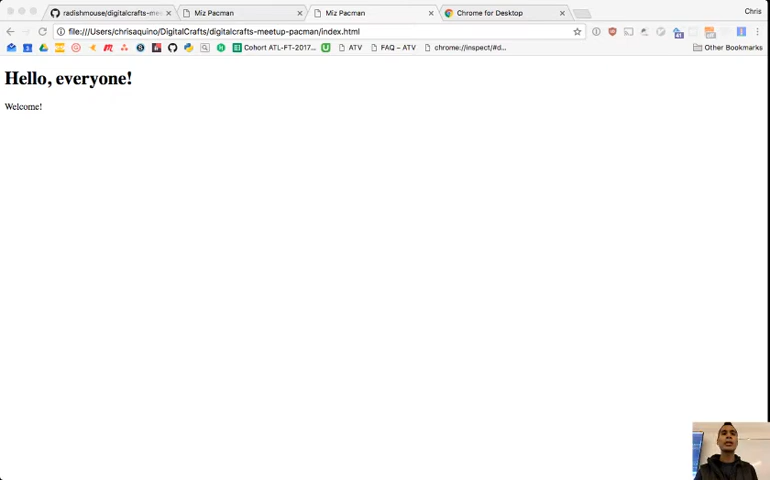 radishmouse/digitalcrafts-mee
Miz Pacman
Miz Pacman
Chrome for Desktop
Chris
file:///Users/chrisaquino/DigitalCrafts/digitalcrafts-meetup-pacman/index.html
Cohort ATL-FT-2017...
ATV
FAQ – ATV
chrome://inspect/#d...
Other Bookmarks
Hello, everyone!
Welcome!